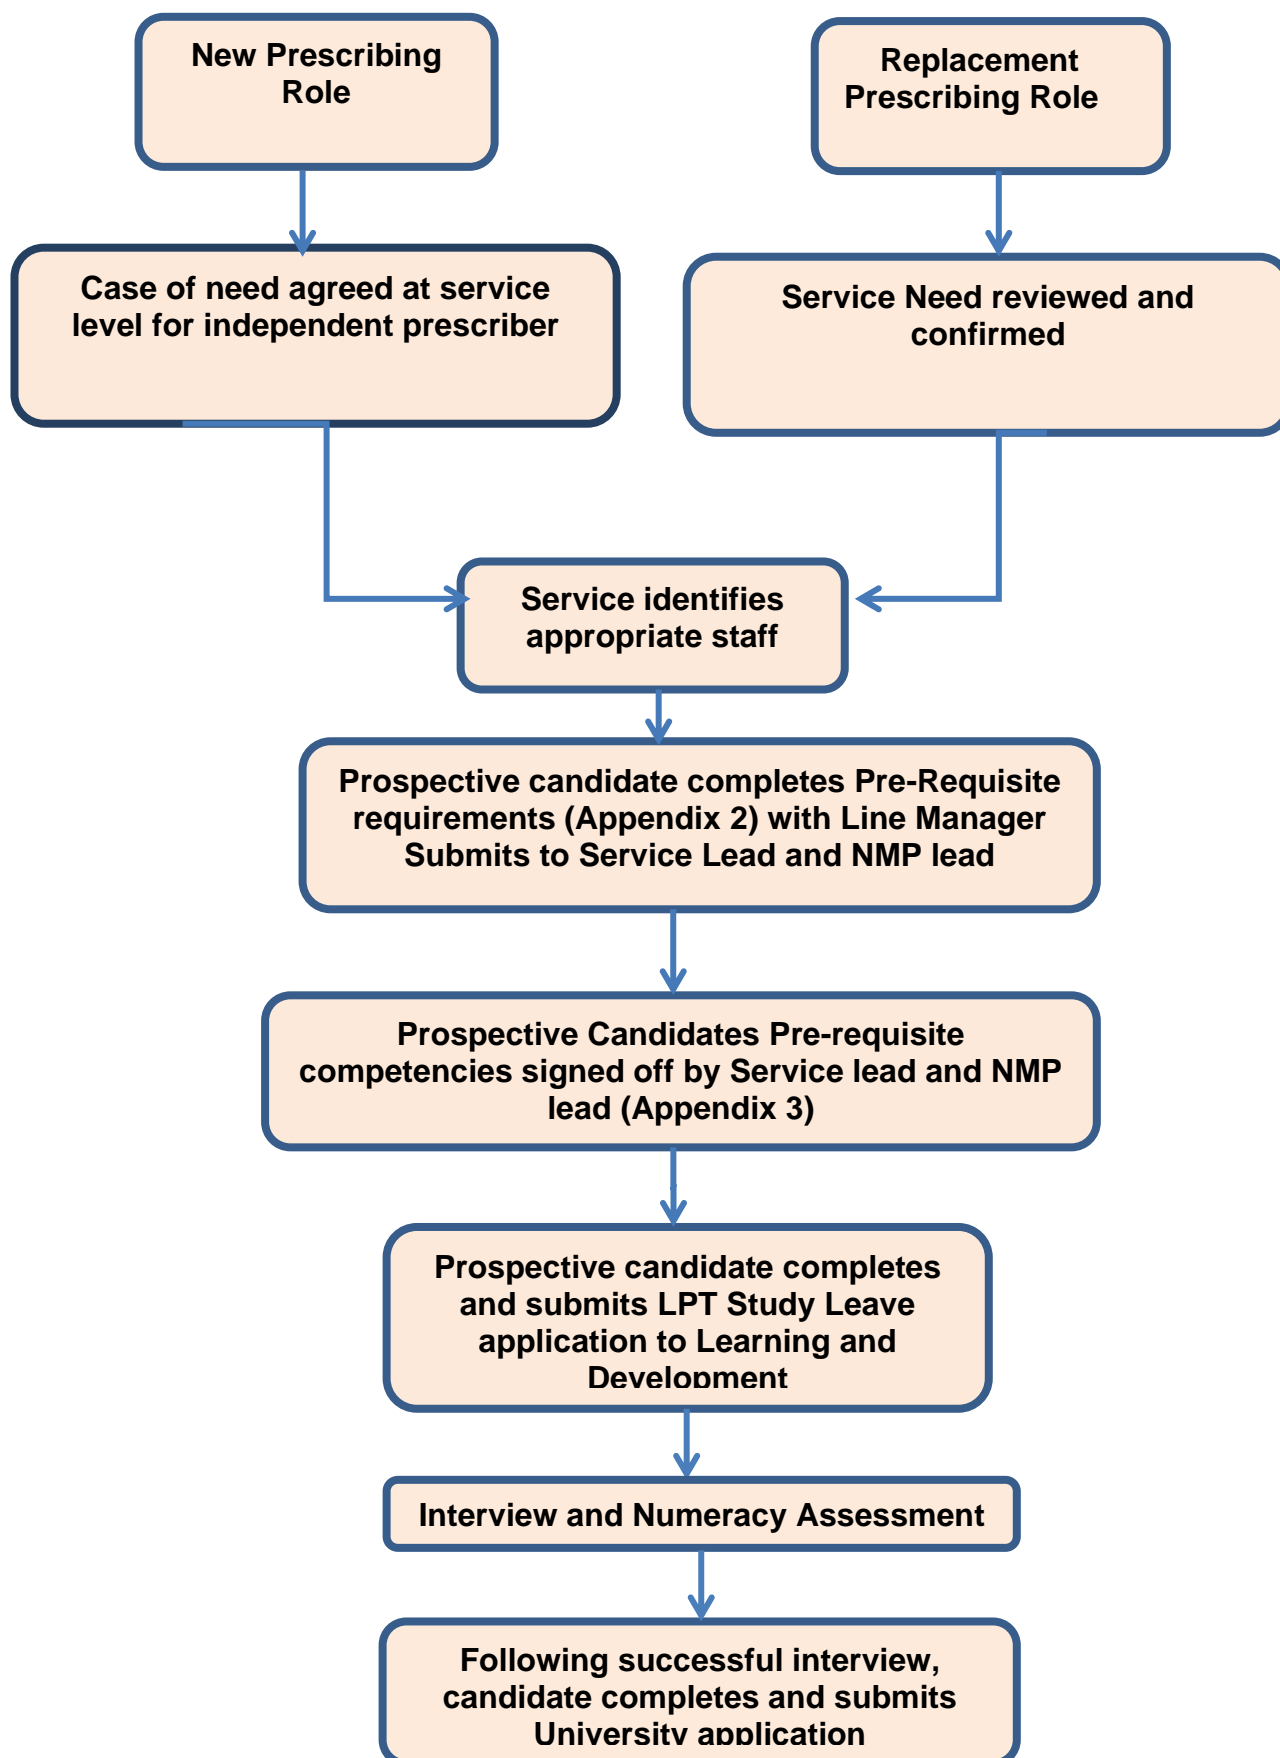 New Prescribing
Role
Replacement
Prescribing Role
Case of need agreed at service
level for independent prescriber
Service Need reviewed and
confirmed
Service identifies
appropriate staff
Prospective candidate completes Pre-Requisite
requirements (Appendix 2) with Line Manager
Submits to Service Lead and NMP lead
Prospective Candidates Pre-requisite
competencies signed off by Service lead and NMP
lead (Appendix 3)
Prospective candidate completes
and submits LPT Study Leave
application to Learning and
Development
Interview and Numeracy Assessment
Following successful interview,
candidate completes and submits
University application